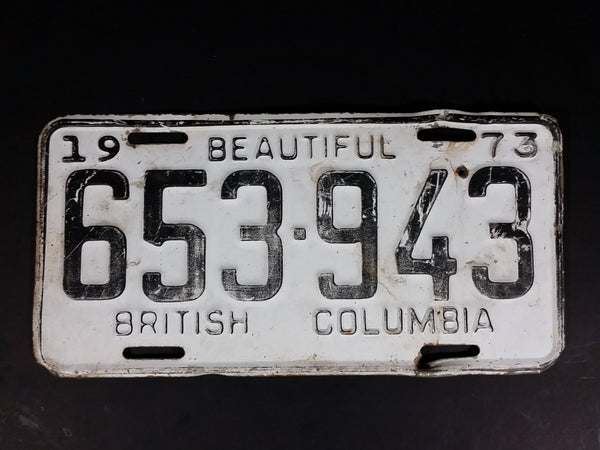 19 BEAUTIFUL 73
653·943
BRITISH COLUMBIA